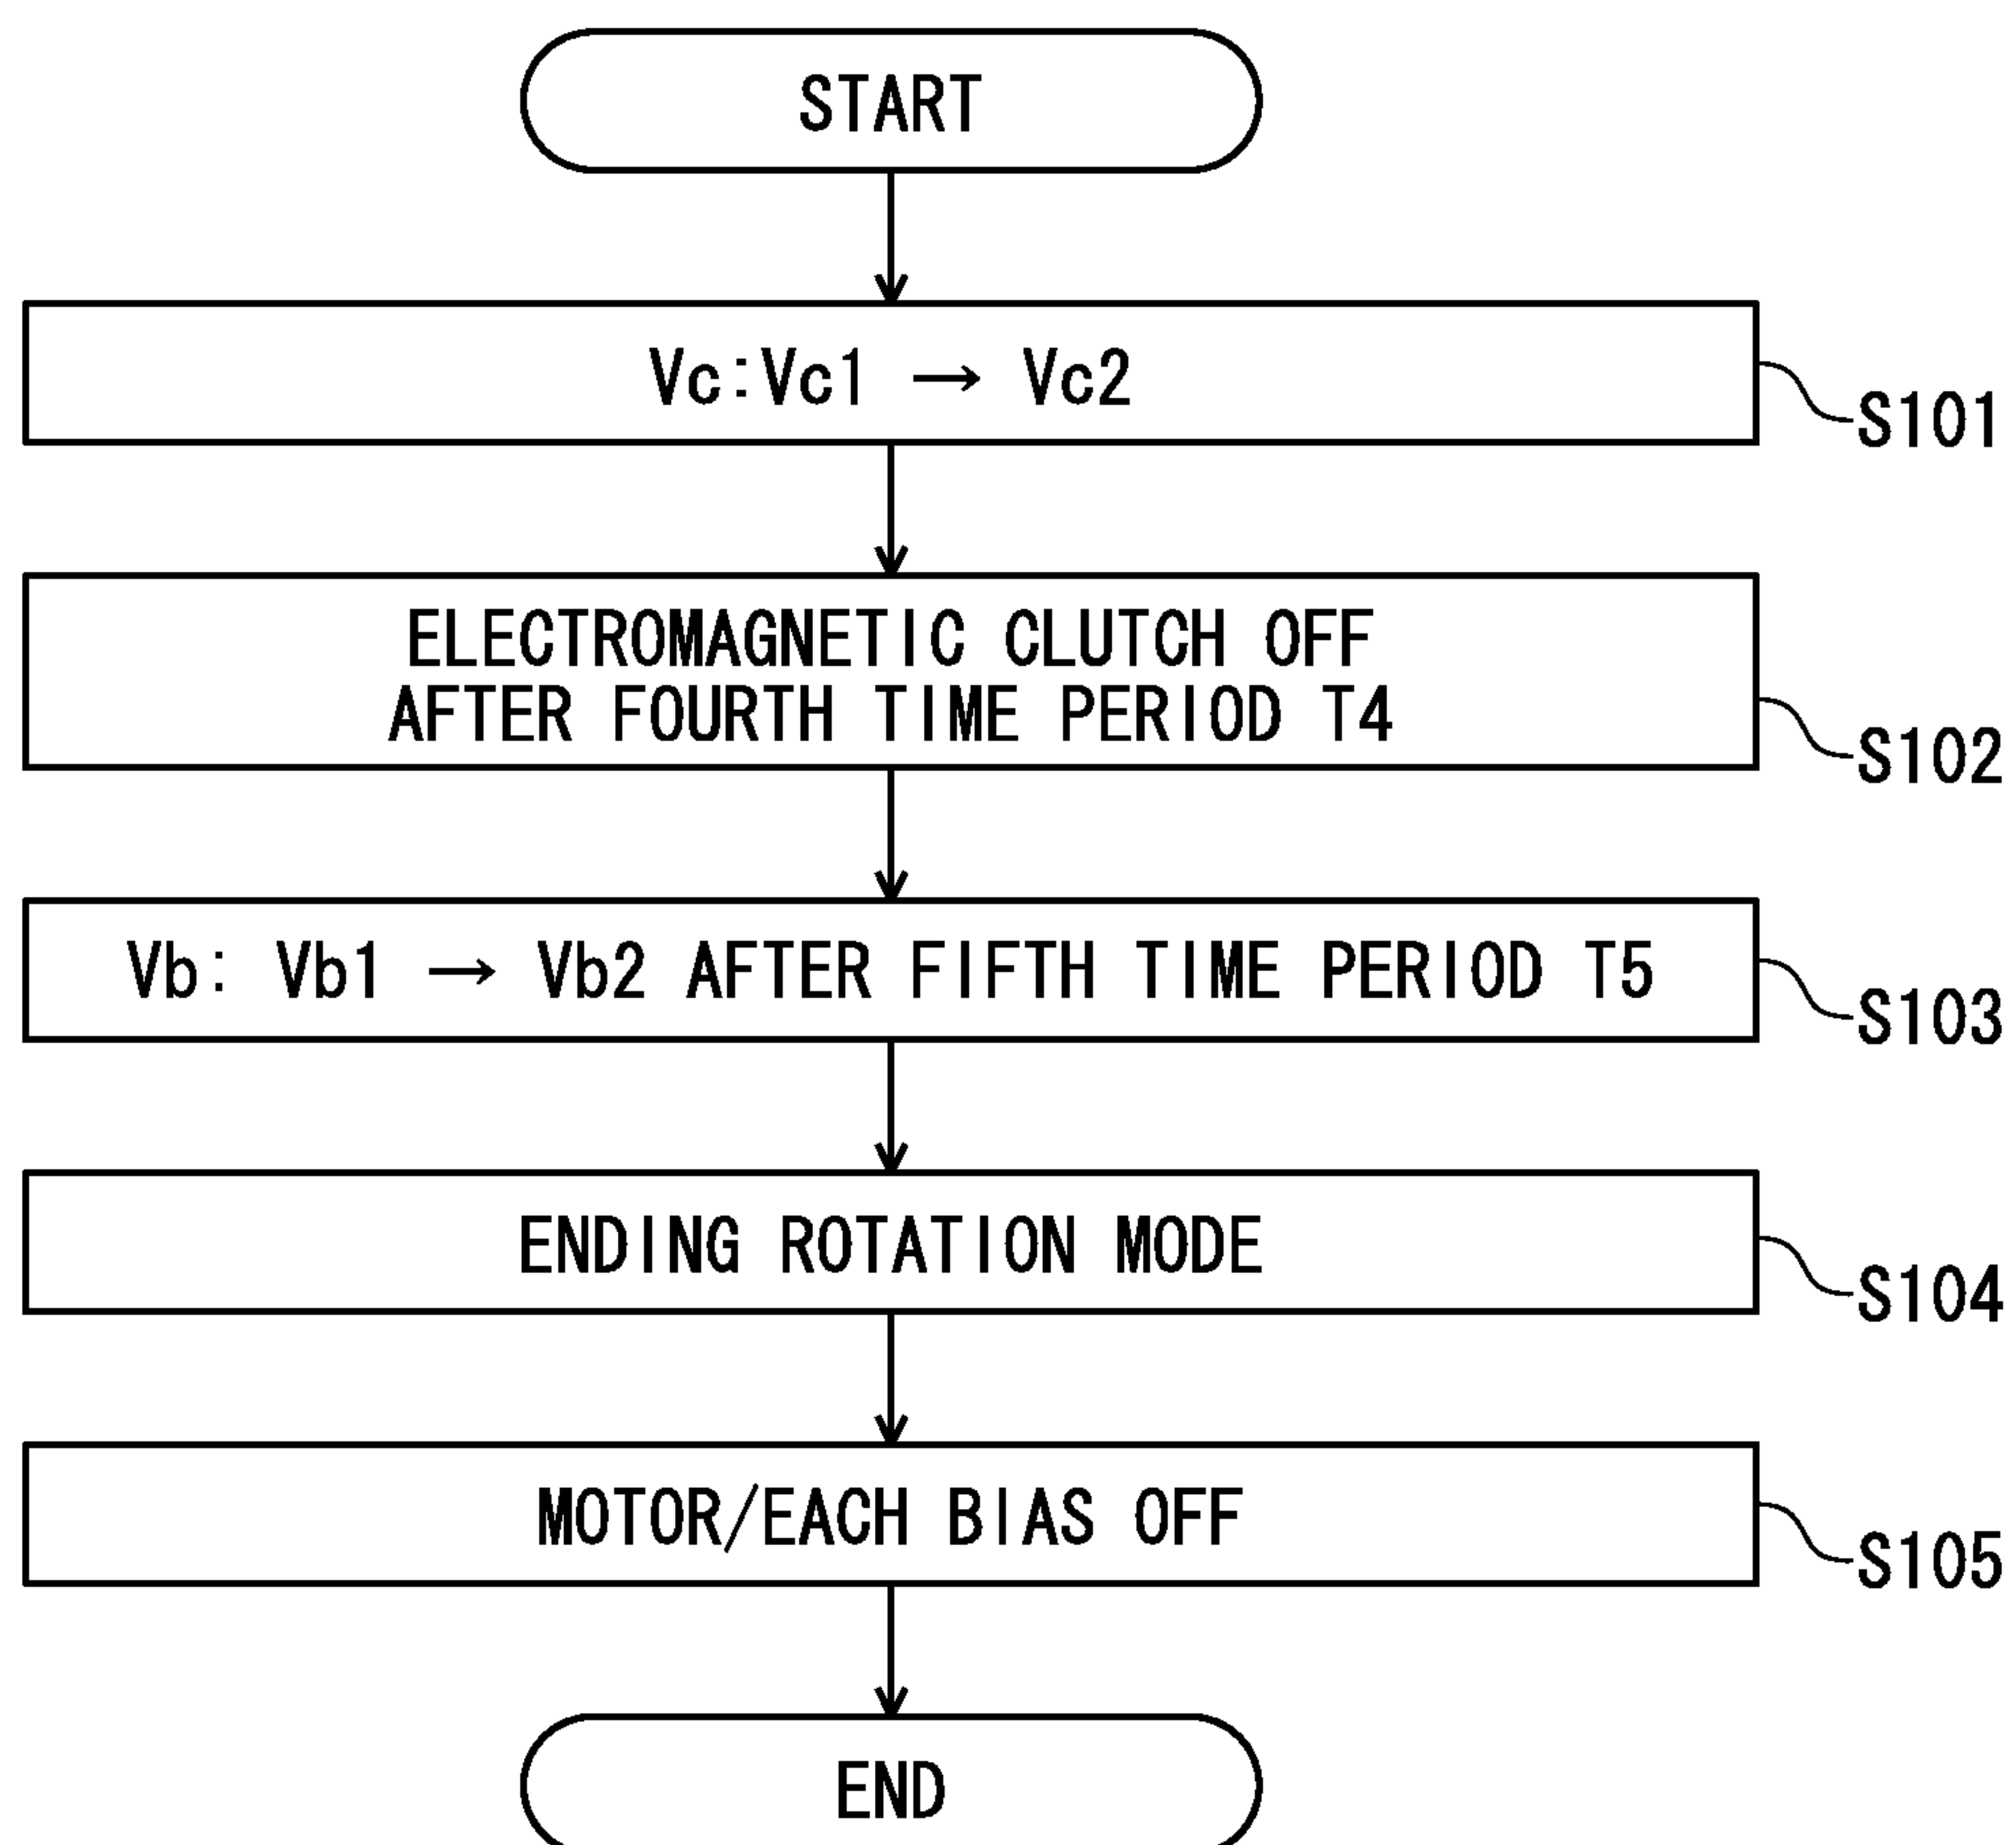 START
Vc:Vc1 → Vc2
S101
ELECTROMAGNETIC CLUTCH OFF
AFTER FOURTH TIME PERIOD T4
S102
Vb: Vb1 → Vb2 AFTER FIFTH TIME PERIOD T5
S103
ENDING ROTATION MODE
S104
MOTOR/EACH BIAS OFF
S105
END